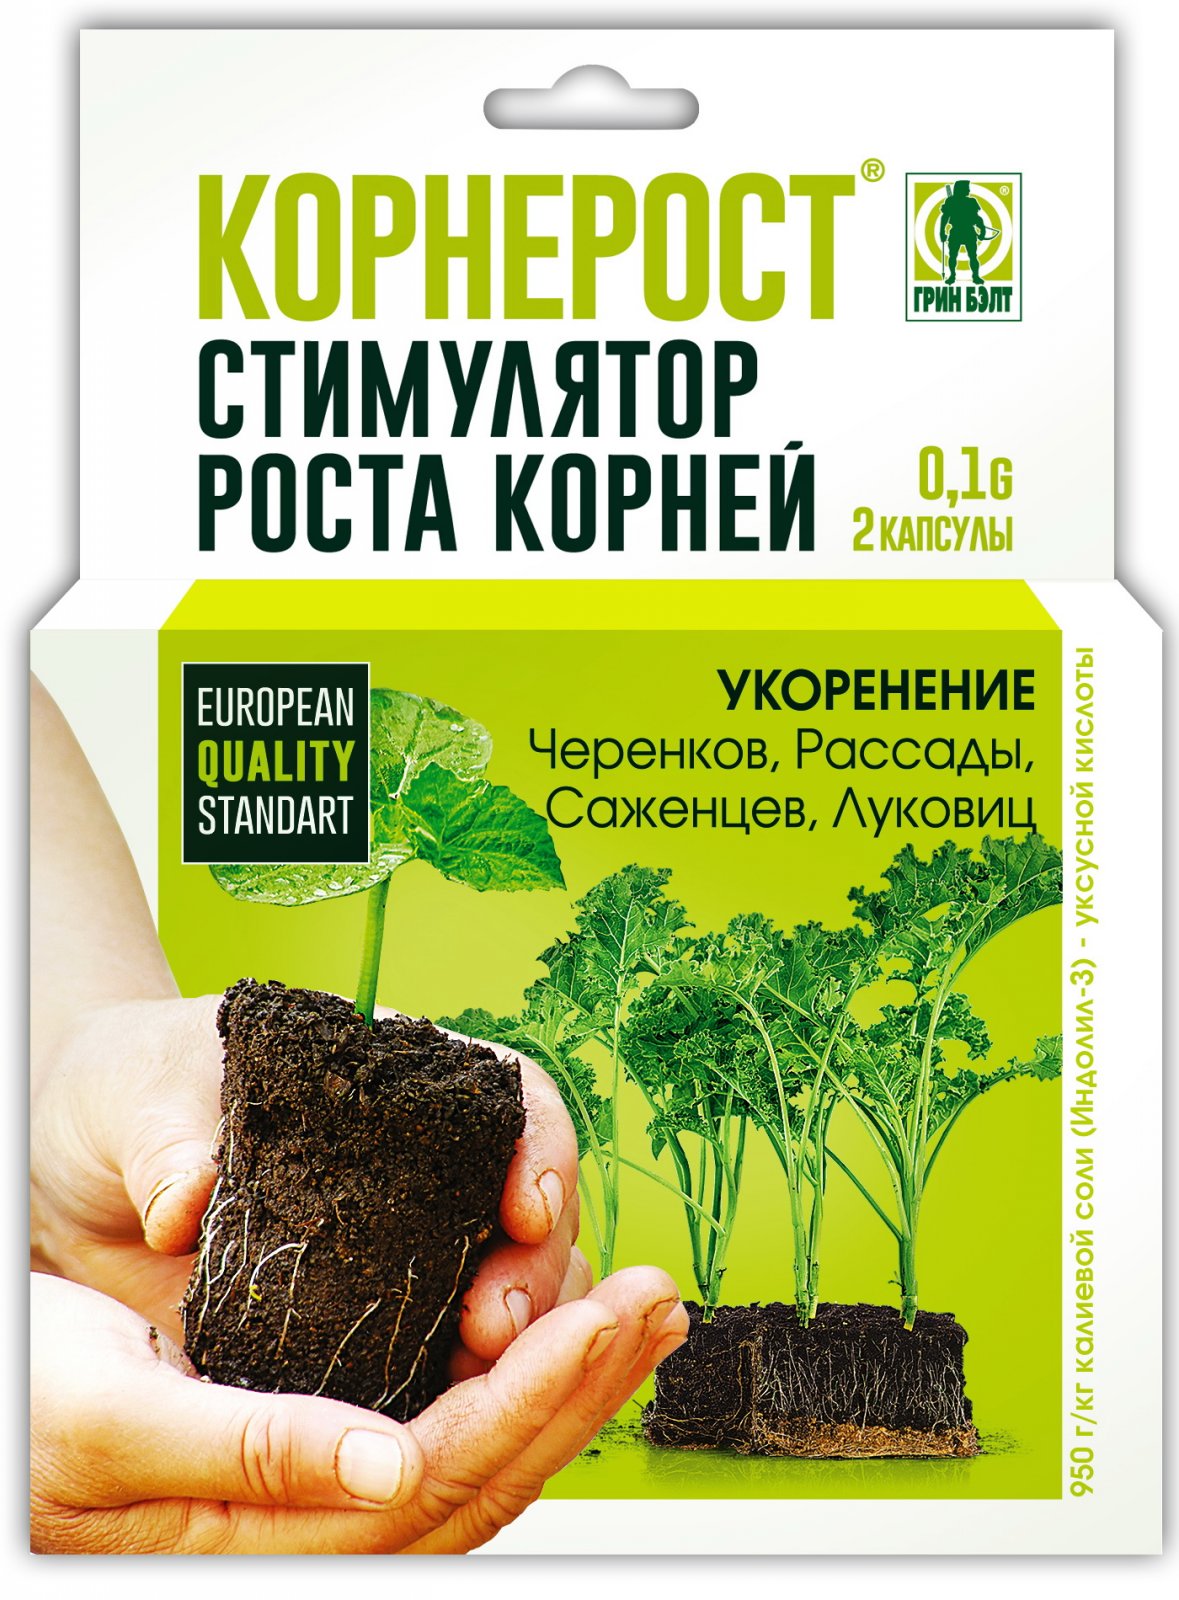 КОРНЕРОСТ®
®
ГРИН БЭЛТ
СТИМУЛЯТОР
РОСТА КОРНЕЙ
0,1G
2 КАПСУЛЫ
EUROPEAN
QUALITY
STANDART
УКОРЕНЕНИЕ
Черенков, Рассады,
Саженцев, Луковиц
950 г/кг калиевой соли (Индолил-3) - уксусной кислоты